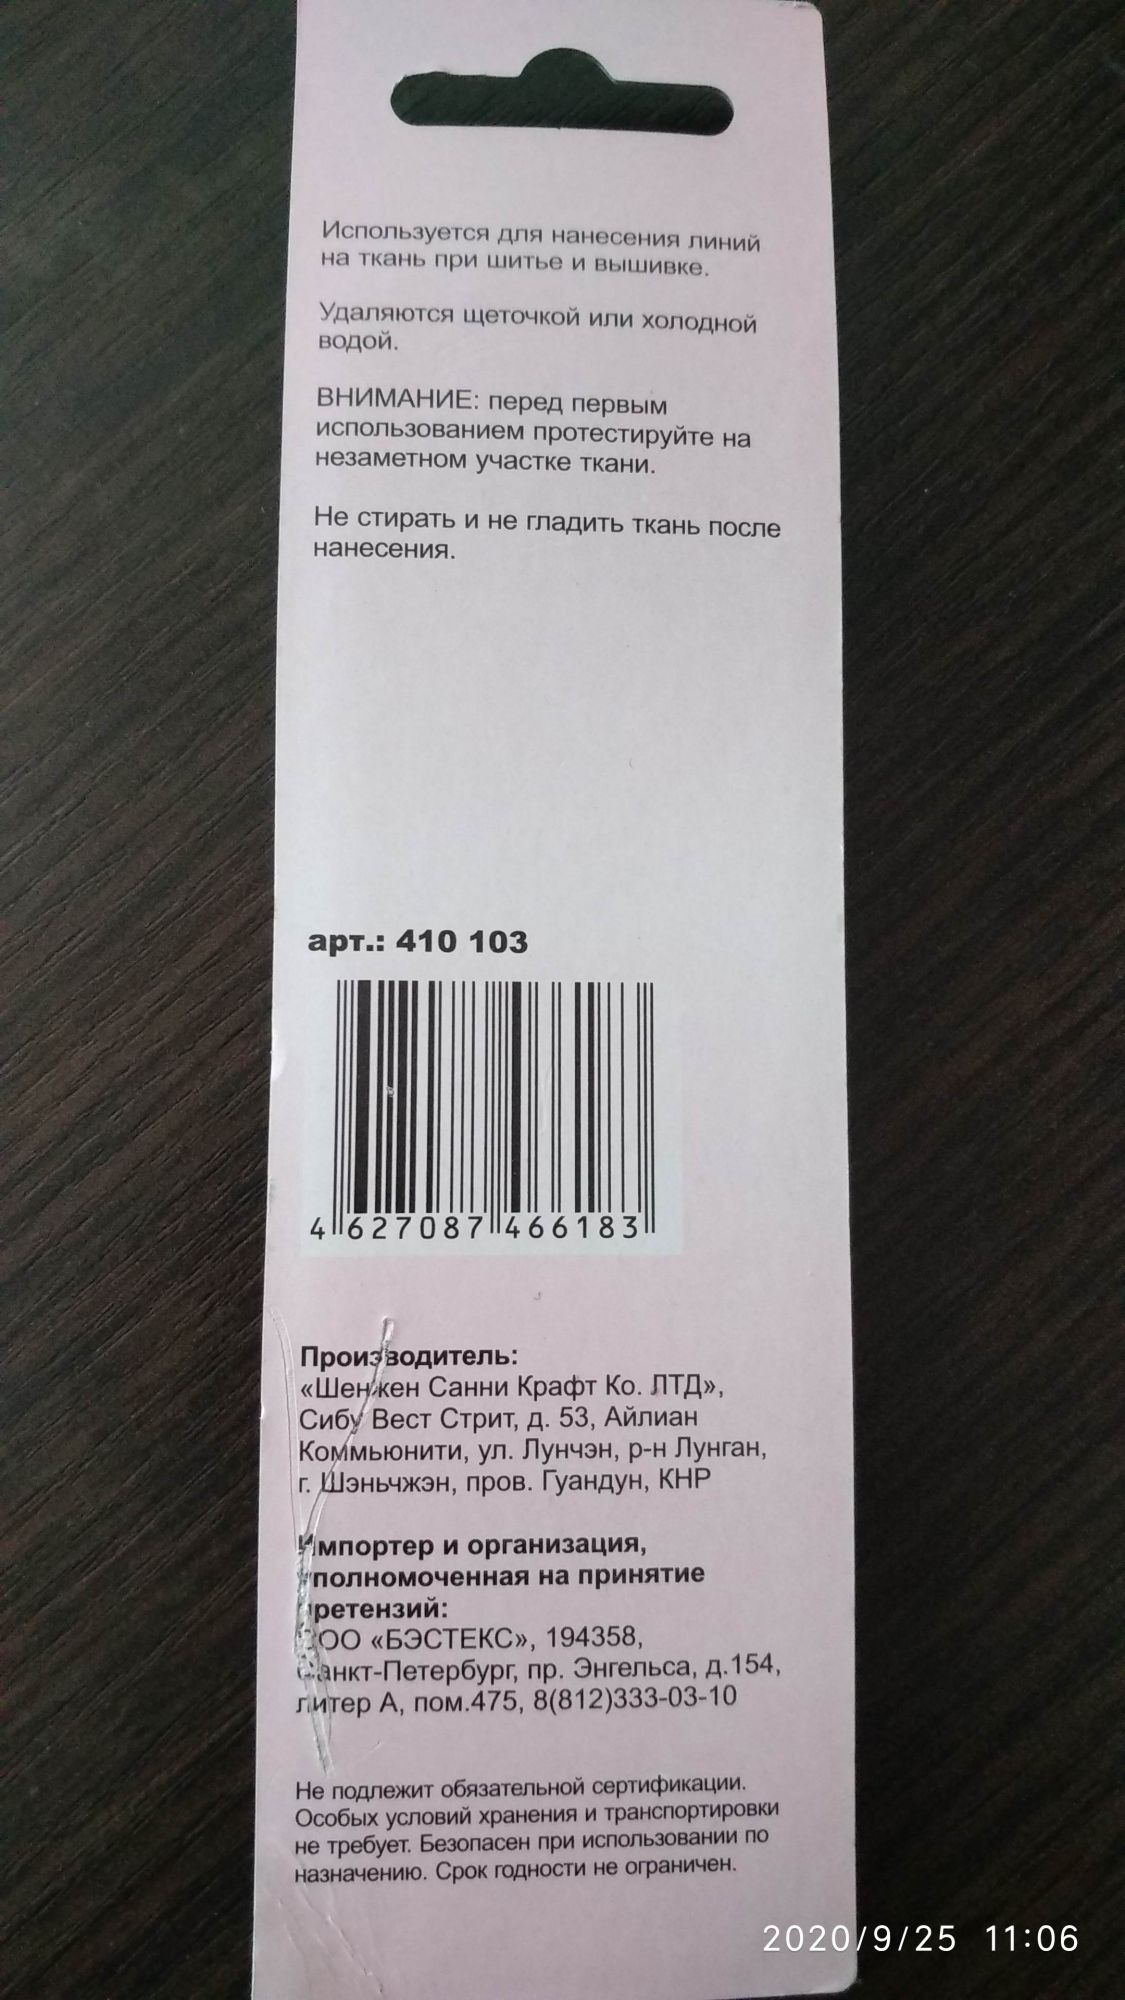 Используется для нанесения линий
на ткань при шитье и вышивке.
Удаляются щеточкой или холодной
водой.
ВНИМАНИЕ: перед первым
использованием протестируйте на
незаметном участке ткани.
Не стирать и не гладить ткань после
нанесения.
арт.: 410 103
4 627087 466183
Производитель:
«Шенжен Санни Крафт Ко. ЛТД»,
Сибу Вест Стрит, д. 53, Айлиан
Коммьюнити, ул. Лунчэн, р-н Лунган,
г. Шэньчжэн, пров. Гуандун, КНР
Импортер и организация,
уполномоченная на принятие
претензий:
ООО «БЭСТЕКС», 194358,
Санкт-Петербург, пр. Энгельса, д.154,
литер А, пом.475, 8(812)333-03-10
Не подлежит обязательной сертификации.
Особых условий хранения и транспортировки
не требует. Безопасен при использовании по
назначению. Срок годности не ограничен.
2020/9/25 11:06